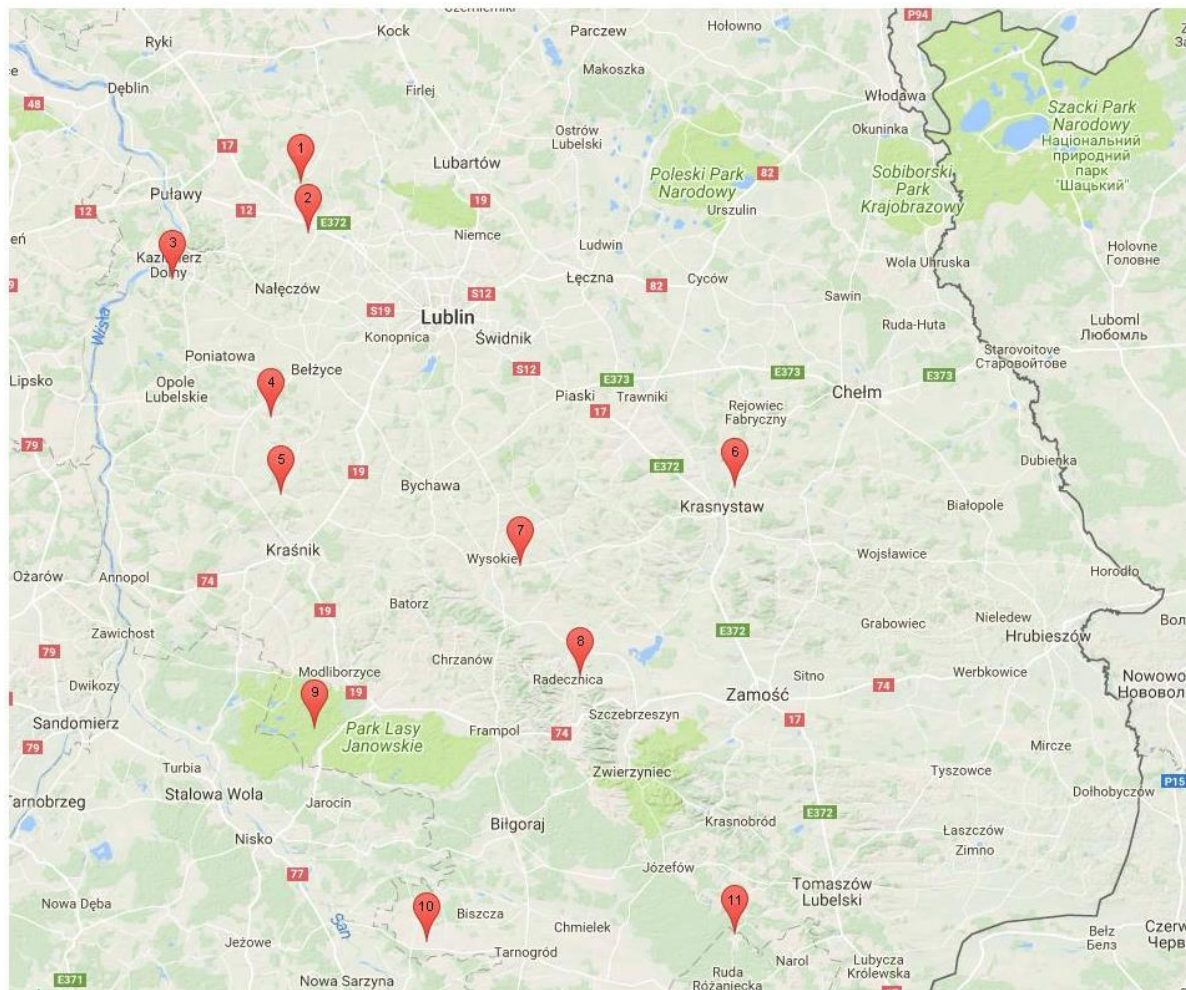 Czemierniki
Hołowno
P94
Ryki
Kock
Parczew
Dęblin
Firlej
Makoszka
Włodawa
48
Szacki Park
Narodowy
Національний
природний
парк
"Шацький"
Ostrów
Lubelski
Okuninka
17
1
Lubartów
Poleski Park
Narodowy
82
Sobiborski
Park
Krajobrazowy
Puławy
2
12
12
E372
19
Urszulin
3
Kazimierz
Dolny
Niemce
Ludwin
Holovne
Головне
Wola Uhruska
Nałęczów
S12
Łęczna
82
Cyców
Sawin
S19
Lublin
Wisła
Konopnica
Świdnik
Ruda-Huta
Luboml
Любомль
Starovoitove
Старовойтове
Lipsko
Poniatowa
Bełżyce
4
Opole
Lubelskie
S12
E373
E373
E373
Piaski
Trawniki
17
Chełm
Rejowiec
Fabryczny
79
5
19
6
E372
Dubienka
Bychawa
Krasnystaw
Białopole
7
Kraśnik
Wysokie
Wojsławice
Ożarów
Annopol
74
Horodło
19
Batorz
Nieledew
Grabowiec
Hrubieszów
Zawichost
E372
8
79
Chrzanów
Modliborzyce
Radecznica
Sitno
Werbkowice
Dwikozy
9
19
Zamość
74
Sandomierz
Park Lasy
Janowskie
Frampol
74
Szczebrzeszyn
17
79
Mircze
Turbia
Zwierzyniec
Tyszowce
Stalowa Wola
Jarocin
Dołhobyczów
Tarnobrzeg
Biłgoraj
Krasnobród
E372
Łaszczów
Zimno
Nisko
77
Józefów
Tomaszów
Lubelski
Nowa Dęba
10
Biszcza
11
San
Chmielek
Jeżowe
Tarnogród
Bełz
Белз
Narol
Lubycza
Królewska
E371
Nowa Sarzyna
Ruda
Różaniecka